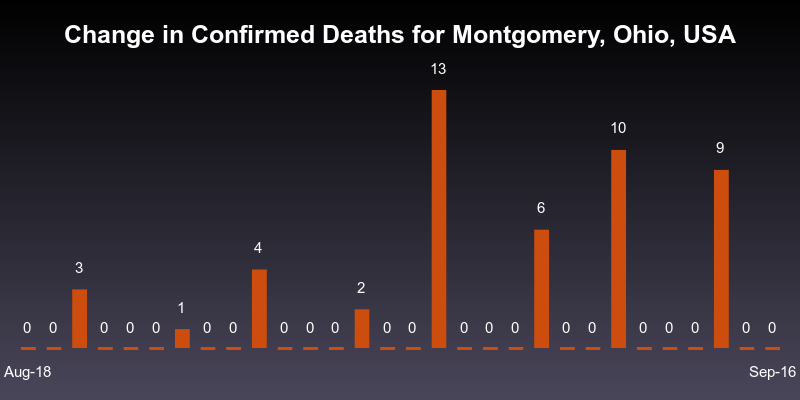 Change in Confirmed Deaths for Montgomery, Ohio, USA
0 0 3 0 0 0 1 0 0 4 0 0 0 2 0 0 13 0 0 0 6 0 0 10 0 0 0 9 0 0
Aug-18 Sep-16